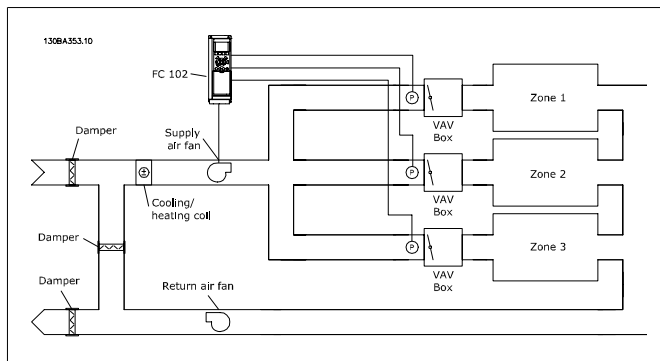 130BA353.10
FC 102
P
VAV
Box
Zone 1
Damper
Supply
air fan
P
VAV
Box
Zone 2
Cooling/
heating coil
Damper
P
VAV
Box
Zone 3
Damper
Return air fan